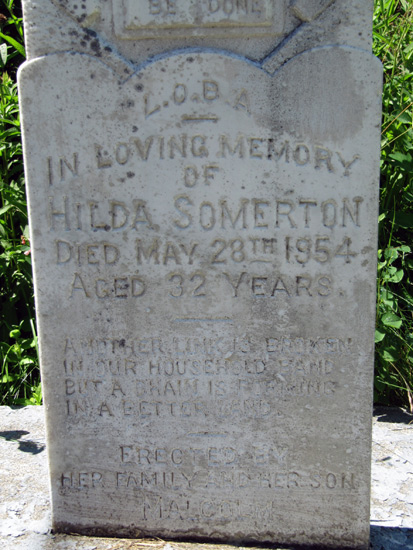 BE DONE
L.O.B.A
IN LOVING MEMORY
OF
HILDA SOMERTON
DIED MAY 28TH 1954
AGED 32 YEARS.
ANOTHER LINK IS BROKEN
IN OUR HOUSEHOLD BAND
BUT A CHAIN IS FORMING
IN A BETTER LAND
ERECTED BY
HER FAMILY AND HER SON